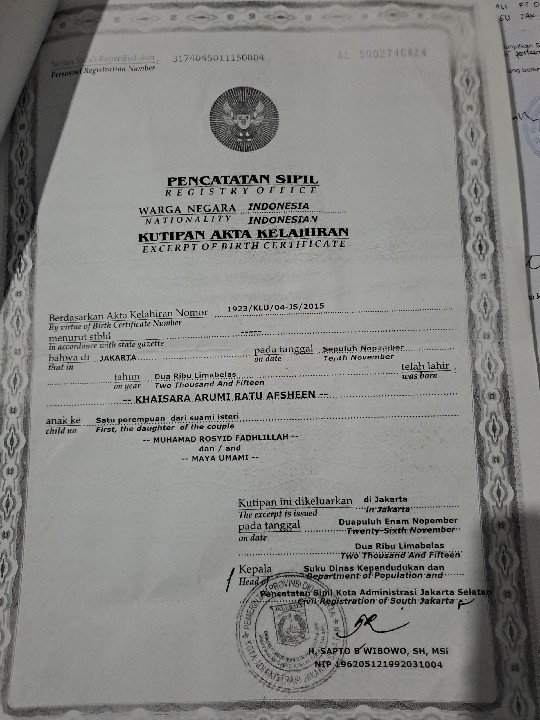 Nomor Induk Kependudukan
Personnel Registration Number
3174045011150004
AL 5902746824
PENCATATAN SIPIL
REGISTRY OFFICE
WARGA NEGARA INDONESIA
NATIONALITY INDONESIAN
KUTIPAN AKTA KELAHIRAN
EXCERPT OF BIRTH CERTIFICATE
Berdasarkan Akta Kelahiran Nomor 1923/KLU/04-JS/2015
By virtue of Birth Certificate Number
menurut stbld -----
in accordance with state gazette
bahwa di JAKARTA pada tanggal Sepuluh Nopember
that in on date Tenth November
tahun Dua Ribu Limabelas telah lahir
on year Two Thousand And Fifteen was born
-- KHAISARA ARUMI RATU AFSHEEN --
anak ke Satu perempuan dari suami isteri
child no First, the daughter of the couple
-- MUHAMAD ROSYID FADHLILLAH --
dan / and
-- MAYA UMAMI --
Kutipan ini dikeluarkan di Jakarta
The excerpt is issued In Jakarta
pada tanggal Duapuluh Enam Nopember
on date Twenty-Sixth November
Dua Ribu Limabelas
Two Thousand And Fifteen
Kepala Suku Dinas Kependudukan dan
Head of Department of Population and
Pencatatan Sipil Kota Administrasi Jakarta Selatan
Civil Registration of South Jakarta
H. SAPTO B WIBOWO, SH, MSi
NIP 196205121992031004